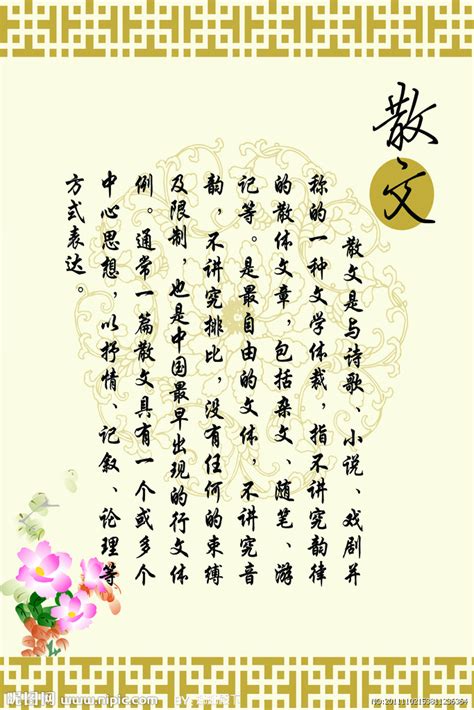 散文
散文是与诗歌、小说、戏剧并
称的一种文学体裁，指不讲究韵律
的散体文章，包括杂文、随笔、游
记等。是最自由的文体，不讲究音
韵，不讲究排比，没有任何的束缚
及限制，也是中国最早出现的行文体
例。通常一篇散文具有一个或多个
中心思想，以抒情、记叙、论理等
方式表达。
昵图网 www.nipic.com